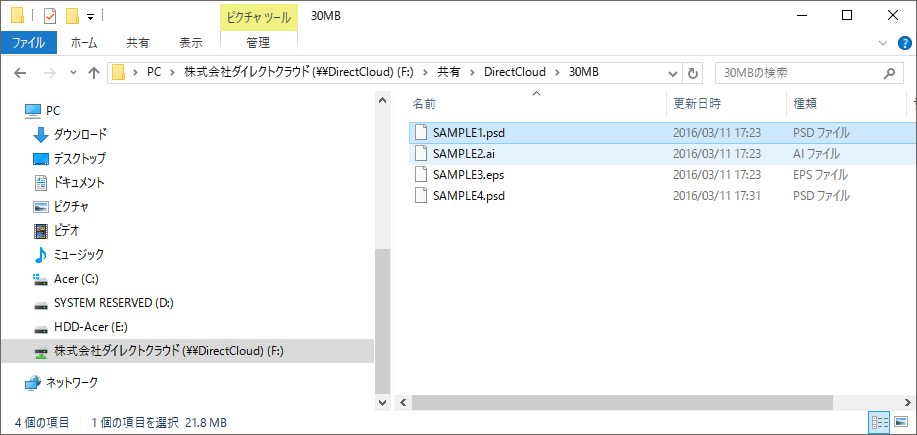 ピクチャ ツール 30MB
ファイル ホーム 共有 表示 管理
PC 株式会社ダイレクトクラウド (¥¥DirectCloud) (F:) 共有 DirectCloud 30MB 30MBの検索
名前 更新日時 種類
PC
ダウンロード
デスクトップ
ドキュメント
ピクチャ
ビデオ
ミュージック
Acer (C:)
SYSTEM RESERVED (D:)
HDD-Acer (E:)
株式会社ダイレクトクラウド (¥¥DirectCloud) (F:)
ネットワーク
SAMPLE1.psd 2016/03/11 17:23 PSD ファイル
SAMPLE2.ai 2016/03/11 17:23 AI ファイル
SAMPLE3.eps 2016/03/11 17:23 EPS ファイル
SAMPLE4.psd 2016/03/11 17:31 PSD ファイル
4 個の項目 1 個の項目を選択 21.8 MB